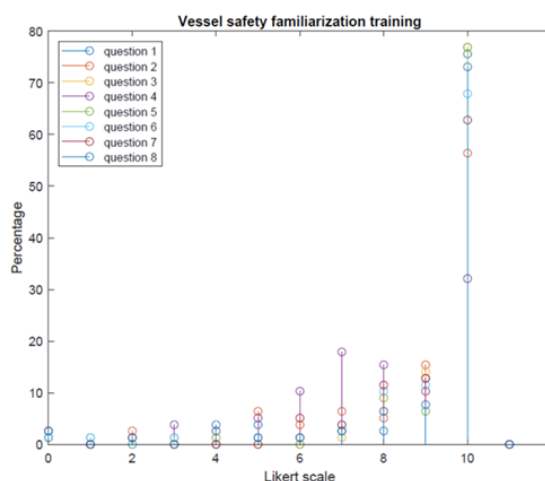 Vessel safety familiarization training
80
70
60
50
40
30
20
10
0
Percentage
question 1
question 2
question 3
question 4
question 5
question 6
question 7
question 8
0 2 4 6 8 10
Likert scale